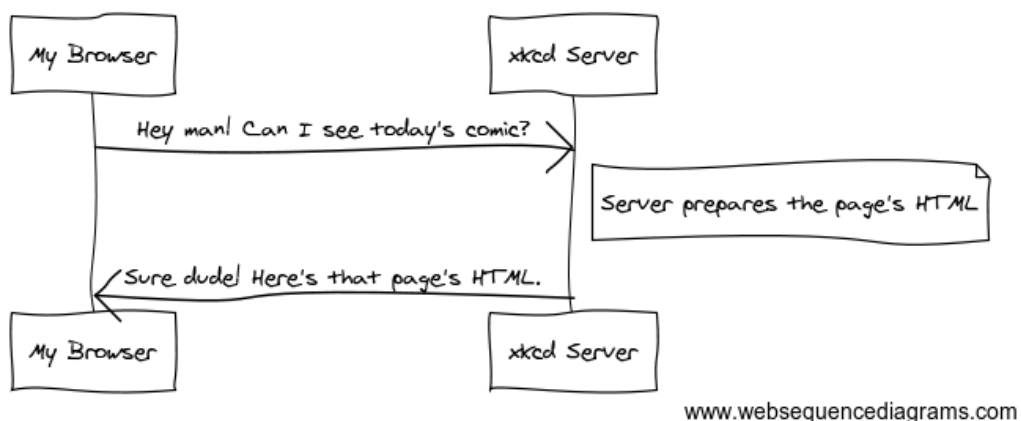 My Browser
xkcd Server
Hey man! Can I see today's comic?
Server prepares the page's HTML
Sure dude! Here's that page's HTML.
My Browser
xkcd Server
www.websequencediagrams.com